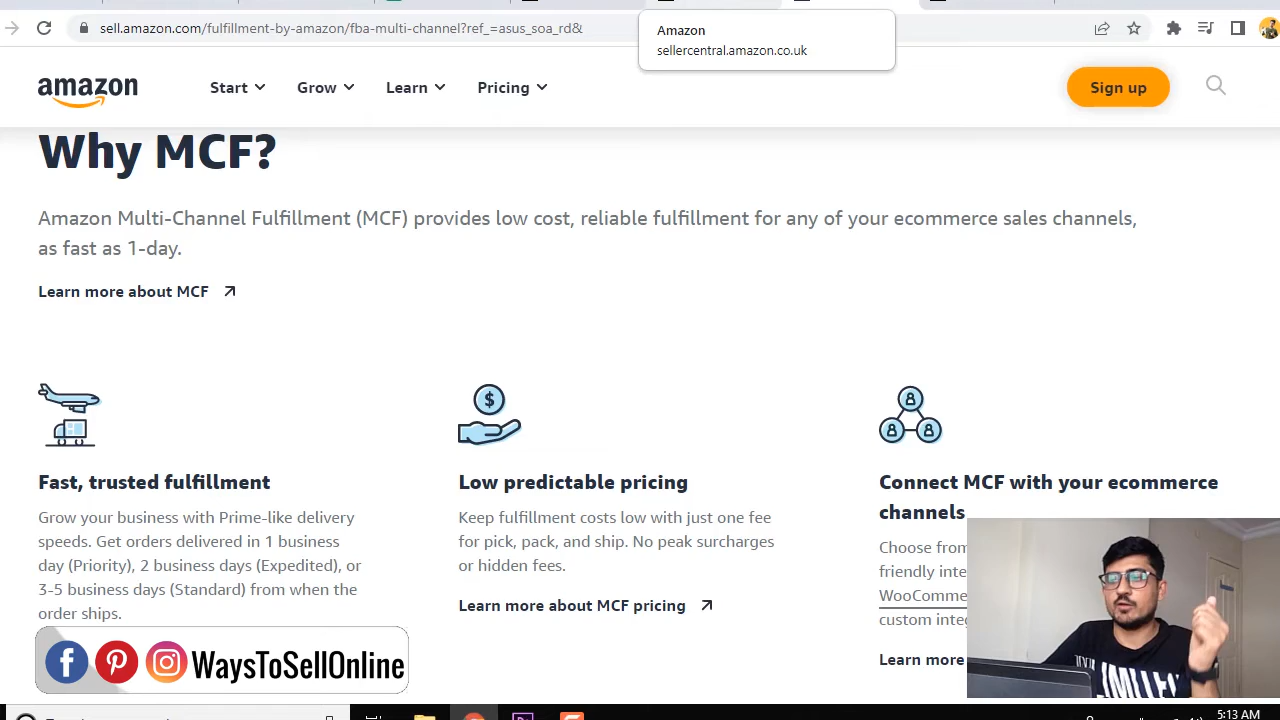 Amazon
sell.amazon.com/fulfillment-by-amazon/fba-multi-channel?ref_=asus_soa_rd&
sellercentral.amazon.co.uk
amazon
Start
Grow
Learn
Pricing
Sign up
Why MCF?
Amazon Multi-Channel Fulfillment (MCF) provides low cost, reliable fulfillment for any of your ecommerce sales channels,
as fast as 1-day.
Learn more about MCF
$
Fast, trusted fulfillment
Grow your business with Prime-like delivery
speeds. Get orders delivered in 1 business
day (Priority), 2 business days (Expedited), or
3-5 business days (Standard) from when the
order ships.
Low predictable pricing
Keep fulfillment costs low with just one fee
for pick, pack, and ship. No peak surcharges
or hidden fees.
Learn more about MCF pricing
Connect MCF with your ecommerce
channels
Choose from
friendly inte
WooComme
custom integ
Learn more
f WaysToSellOnline
5:13 AM